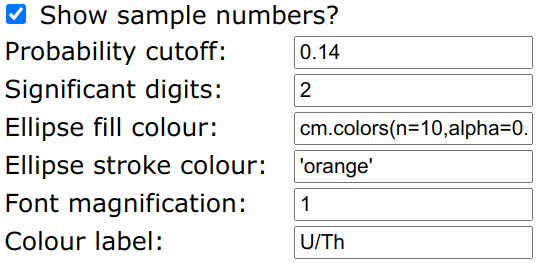 Show sample numbers?
Probability cutoff: 0.14
Significant digits: 2
Ellipse fill colour: cm.colors(n=10,alpha=0.
Ellipse stroke colour: 'orange'
Font magnification: 1
Colour label: U/Th